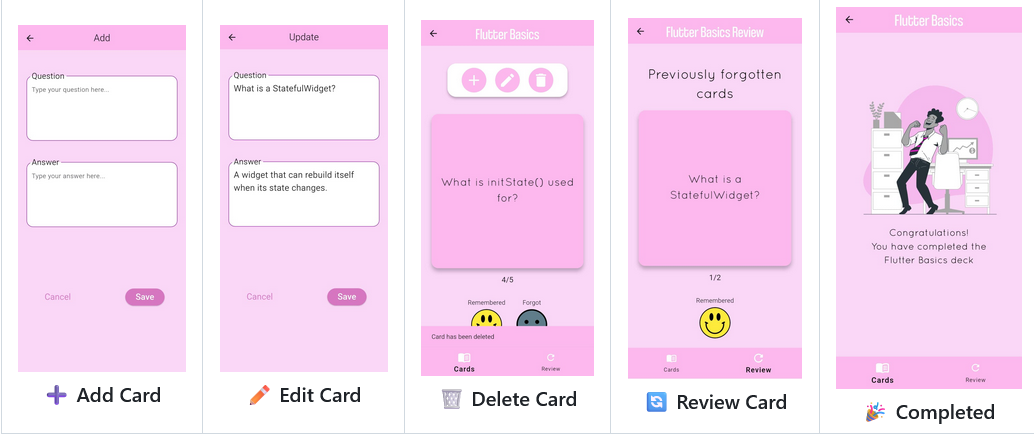 Add
Question
Type your question here...
Answer
Type your answer here...
Cancel
Save
Add Card
Update
Question
What is a StatefulWidget?
Answer
A widget that can rebuild itself
when its state changes.
Cancel
Save
Edit Card
Flutter Basics
What is initState() used
for?
4/5
Remembered
Forgot
Card has been deleted
Cards
Review
Delete Card
Flutter Basics Review
Previously forgotten
cards
What is a
StatefulWidget?
1/2
Remembered
Cards
Review
Review Card
Flutter Basics
Congratulations!
You have completed the
Flutter Basics deck
Cards
Review
Completed